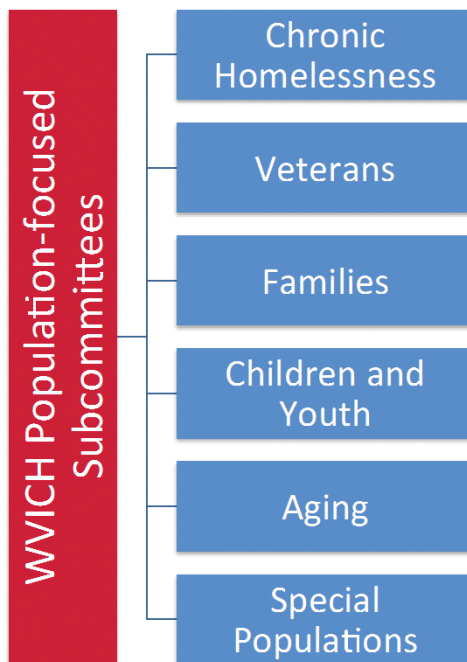 WVICH Population-focused
Subcommittees
Chronic
Homelessness
Veterans
Families
Children and
Youth
Aging
Special
Populations